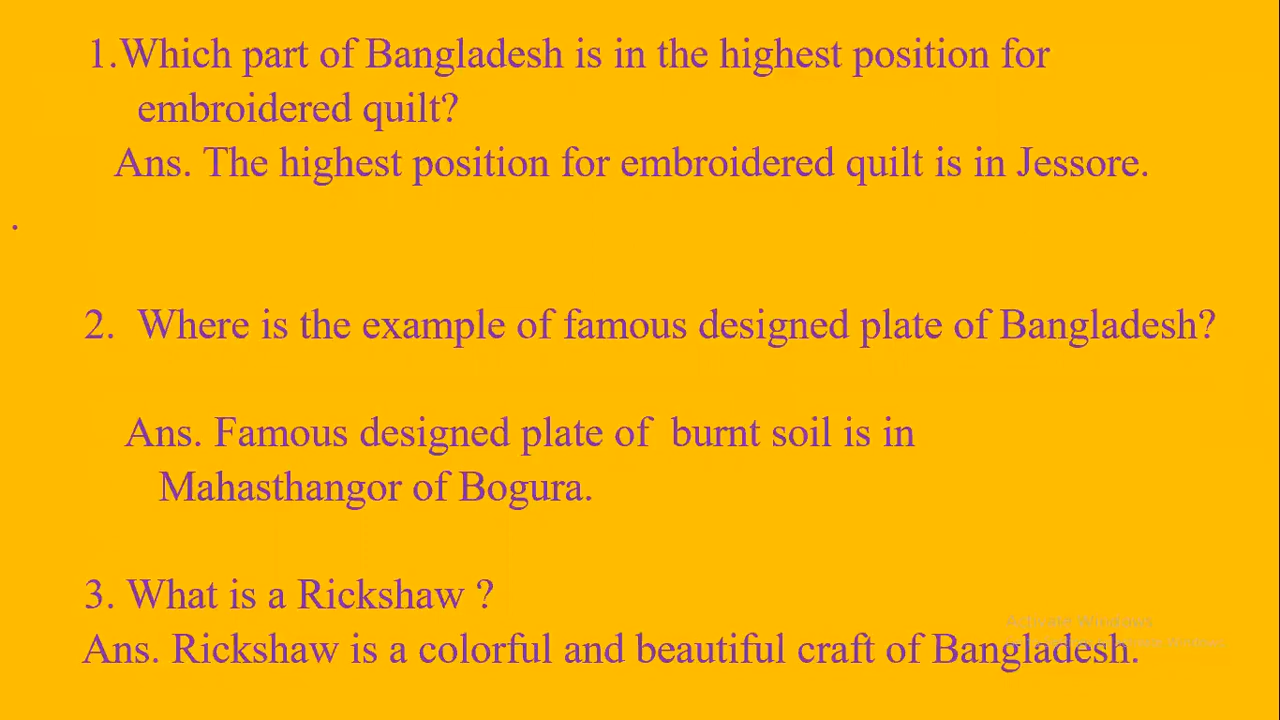 1.Which part of Bangladesh is in the highest position for
embroidered quilt?
Ans. The highest position for embroidered quilt is in Jessore.
.
2. Where is the example of famous designed plate of Bangladesh?
Ans. Famous designed plate of burnt soil is in
Mahasthangor of Bogura.
3. What is a Rickshaw ?
Activate Windows
Ans. Rickshaw is a colorful and beautiful craft of Bangladesh.